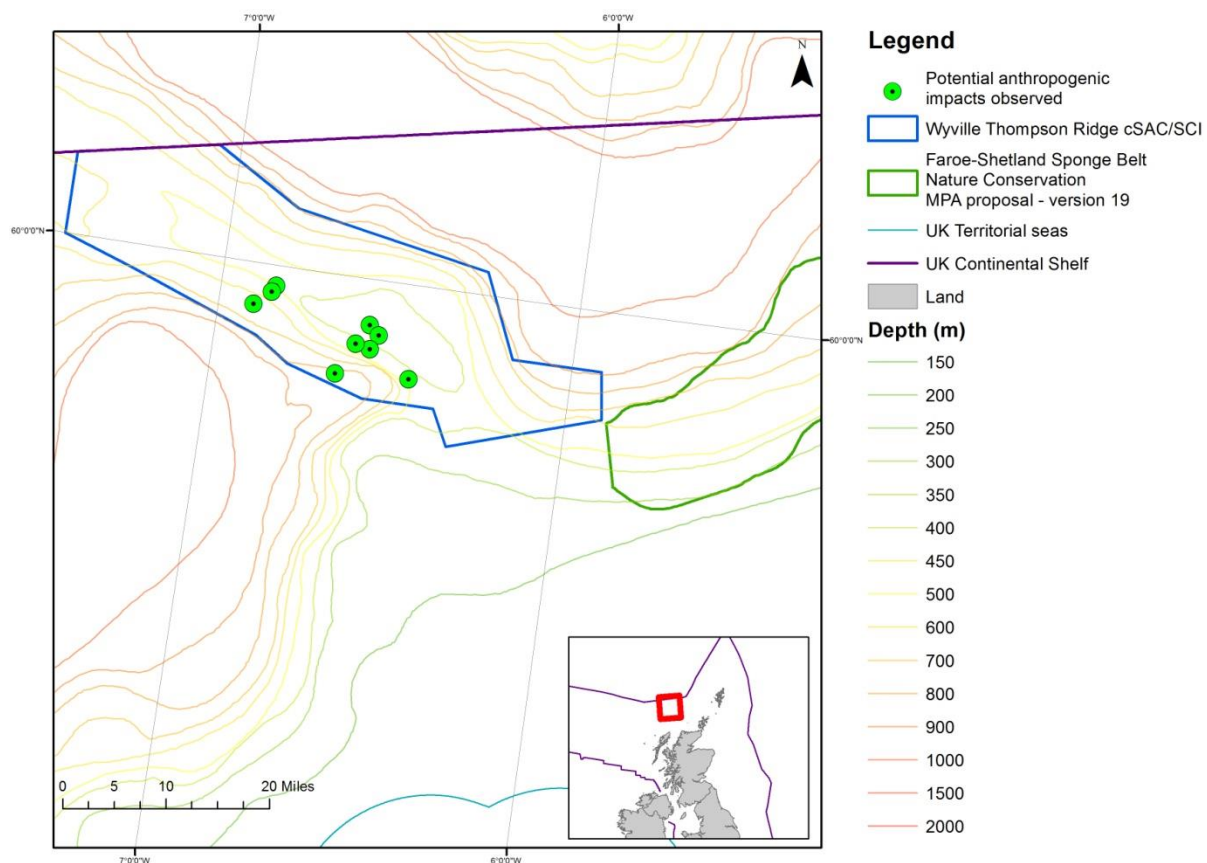 7°0'0"W
6°0'0"W
N
60°0'0"N
60°0'0"N
0 5 10 20 Miles
7°0'0"W
6°0'0"W
Legend
Potential anthropogenic
impacts observed
Wyville Thompson Ridge cSAC/SCI
Faroe-Shetland Sponge Belt
Nature Conservation
MPA proposal - version 19
UK Territorial seas
UK Continental Shelf
Land
Depth (m)
150
200
250
300
350
400
450
500
600
700
800
900
1000
1500
2000